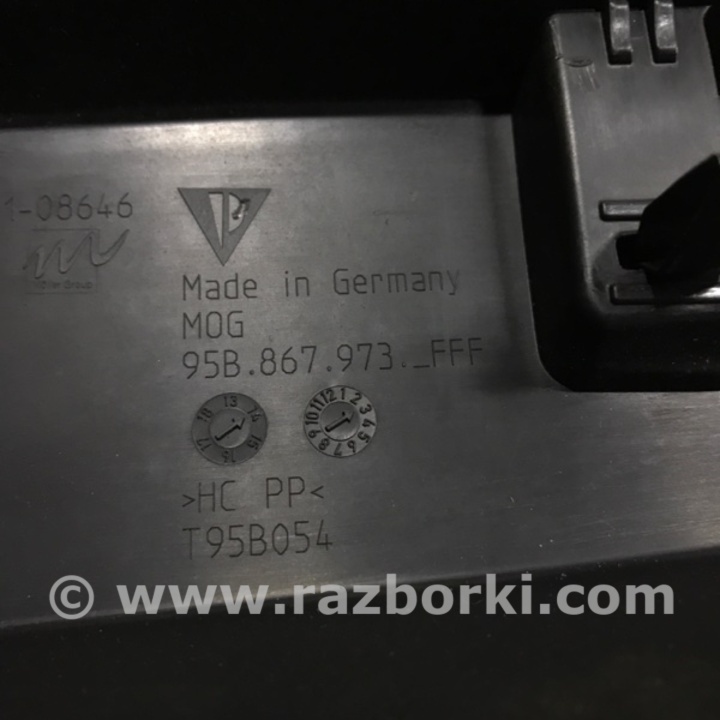 1-08646
Made in Germany
MOG
95B.867.973._FFF
>HC PP<
T95B054
© www.razborki.com